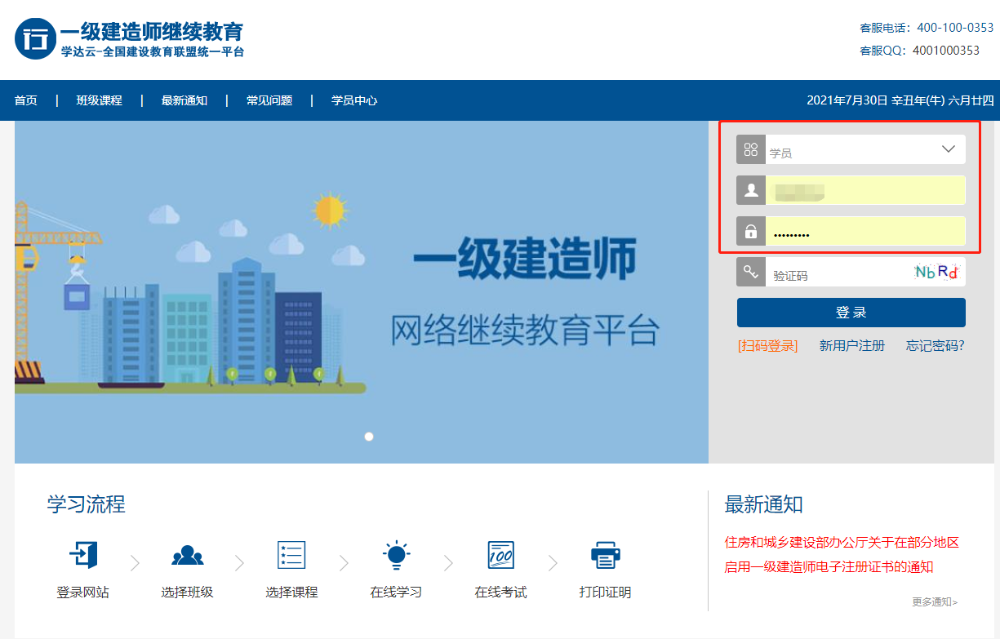 一级建造师继续教育
学达云-全国建设教育联盟统一平台
客服电话：400-100-0353
客服QQ：4001000353
首页 | 班级课程 | 最新通知 | 常见问题 | 学员中心
2021年7月30日 辛丑年(牛) 六月廿四
一级建造师
网络继续教育平台
学员
验证码
NbRd
登录
[扫码登录] 新用户注册 忘记密码?
学习流程
100
登录网站 选择班级 选择课程 在线学习 在线考试 打印证明
最新通知
住房和城乡建设部办公厅关于在部分地区
启用一级建造师电子注册证书的通知
更多通知>